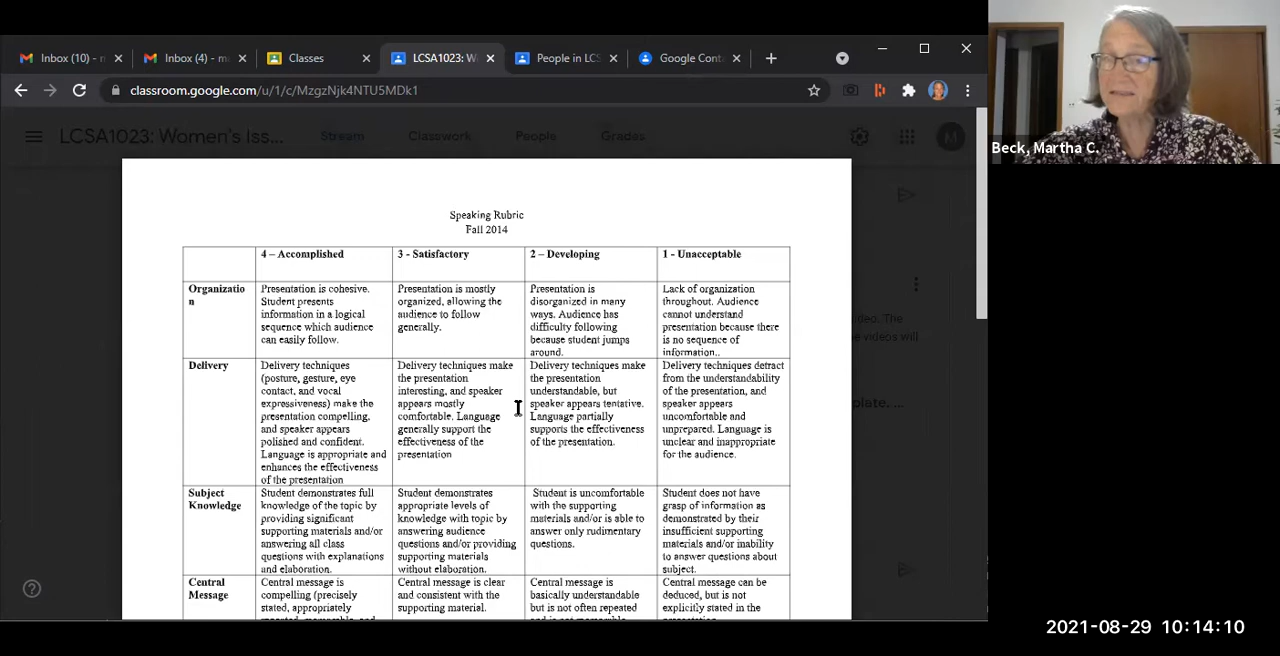 Inbox (10) -
Inbox (4) -
Classes
LCSA1023: W
People in LCS
Google Cont
classroom.google.com/u/1/c/MzgzNjk4NTU5MDk1
LCSA1023: Women's Iss...
Stream
Classwork
People
Grades
M
Beck, Martha C.
Speaking Rubric
Fall 2014
4 – Accomplished
3 - Satisfactory
2 – Developing
1 - Unacceptable
Organizatio
n
Presentation is cohesive.
Student presents
information in a logical
sequence which audience
can easily follow.
Presentation is mostly
organized, allowing the
audience to follow
generally.
Presentation is
disorganized in many
ways. Audience has
difficulty following
because student jumps
around.
Lack of organization
throughout. Audience
cannot understand
presentation because there
is no sequence of
information..
Delivery
Delivery techniques
(posture, gesture, eye
contact, and vocal
expressiveness) make the
presentation compelling,
and speaker appears
polished and confident.
Language is appropriate and
enhances the effectiveness
of the presentation
Delivery techniques make
the presentation
interesting, and speaker
appears mostly
comfortable. Language
generally support the
effectiveness of the
presentation
Delivery techniques make
the presentation
understandable, but
speaker appears tentative.
Language partially
supports the effectiveness
of the presentation.
Delivery techniques detract
from the understandability
of the presentation, and
speaker appears
uncomfortable and
unprepared. Language is
unclear and inappropriate
for the audience.
Subject
Knowledge
Student demonstrates full
knowledge of the topic by
providing significant
supporting materials and/or
answering all class
questions with explanations
and elaboration.
Student demonstrates
appropriate levels of
knowledge with topic by
answering audience
questions and/or providing
supporting materials
without elaboration.
Student is uncomfortable
with the supporting
materials and/or is able to
answer only rudimentary
questions.
Student does not have
grasp of information as
demonstrated by their
insufficient supporting
materials and/or inability
to answer questions about
subject.
Central
Message
Central message is
compelling (precisely
stated, appropriately
Central message is clear
and consistent with the
supporting material.
Central message is
basically understandable
but is not often repeated
Central message can be
deduced, but is not
explicitly stated in the
video. The
videos will
plate.
2021-08-29 10:14:10